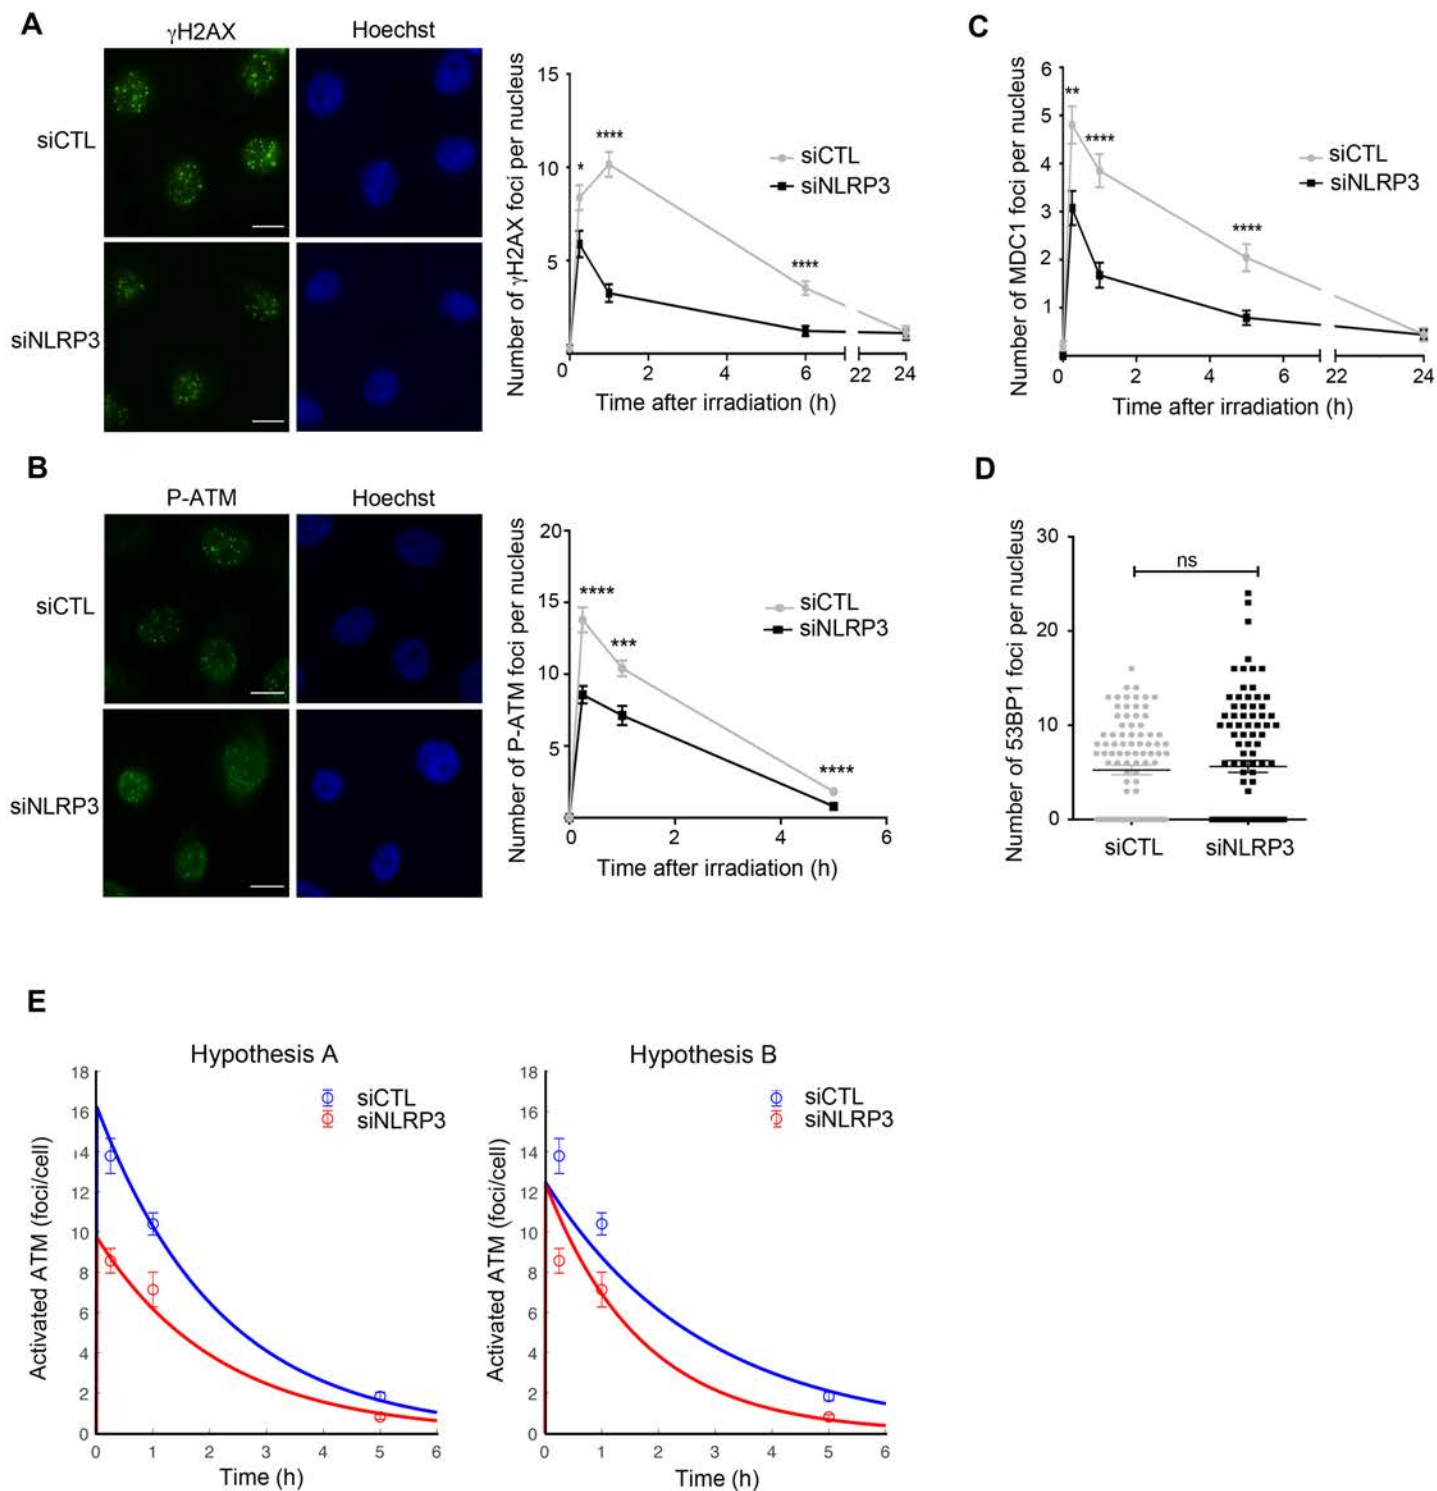 A
γH2AX
Hoechst
siCTL
siNLRP3
Number of γH2AX foci per nucleus
15
10
5
*
****
****
siCTL
siNLRP3
0
2
4
6
22
24
Time after irradiation (h)
C
Number of MDC1 foci per nucleus
6
5
4
3
2
1
**
****
****
siCTL
siNLRP3
0
2
4
6
22
24
Time after irradiation (h)
B
P-ATM
Hoechst
siCTL
siNLRP3
Number of P-ATM foci per nucleus
20
15
10
5
****
***
****
siCTL
siNLRP3
0
2
4
6
Time after irradiation (h)
D
Number of 53BP1 foci per nucleus
30
20
10
0
ns
siCTL
siNLRP3
E
Hypothesis A
Activated ATM (foci/cell)
18
16
14
12
10
8
6
4
2
0
siCTL
siNLRP3
0
1
2
3
4
5
6
Time (h)
Hypothesis B
Activated ATM (foci/cell)
18
16
14
12
10
8
6
4
2
0
siCTL
siNLRP3
0
1
2
3
4
5
6
Time (h)